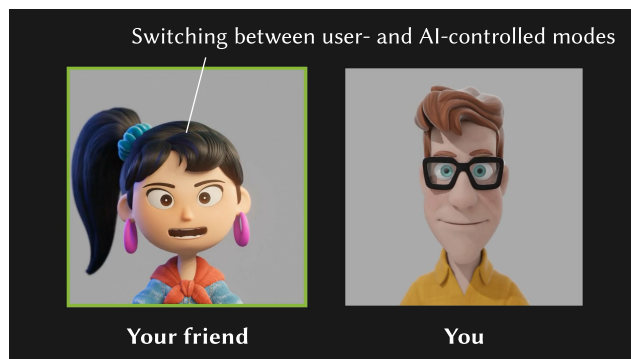 Switching between user- and AI-controlled modes
Your friend
You